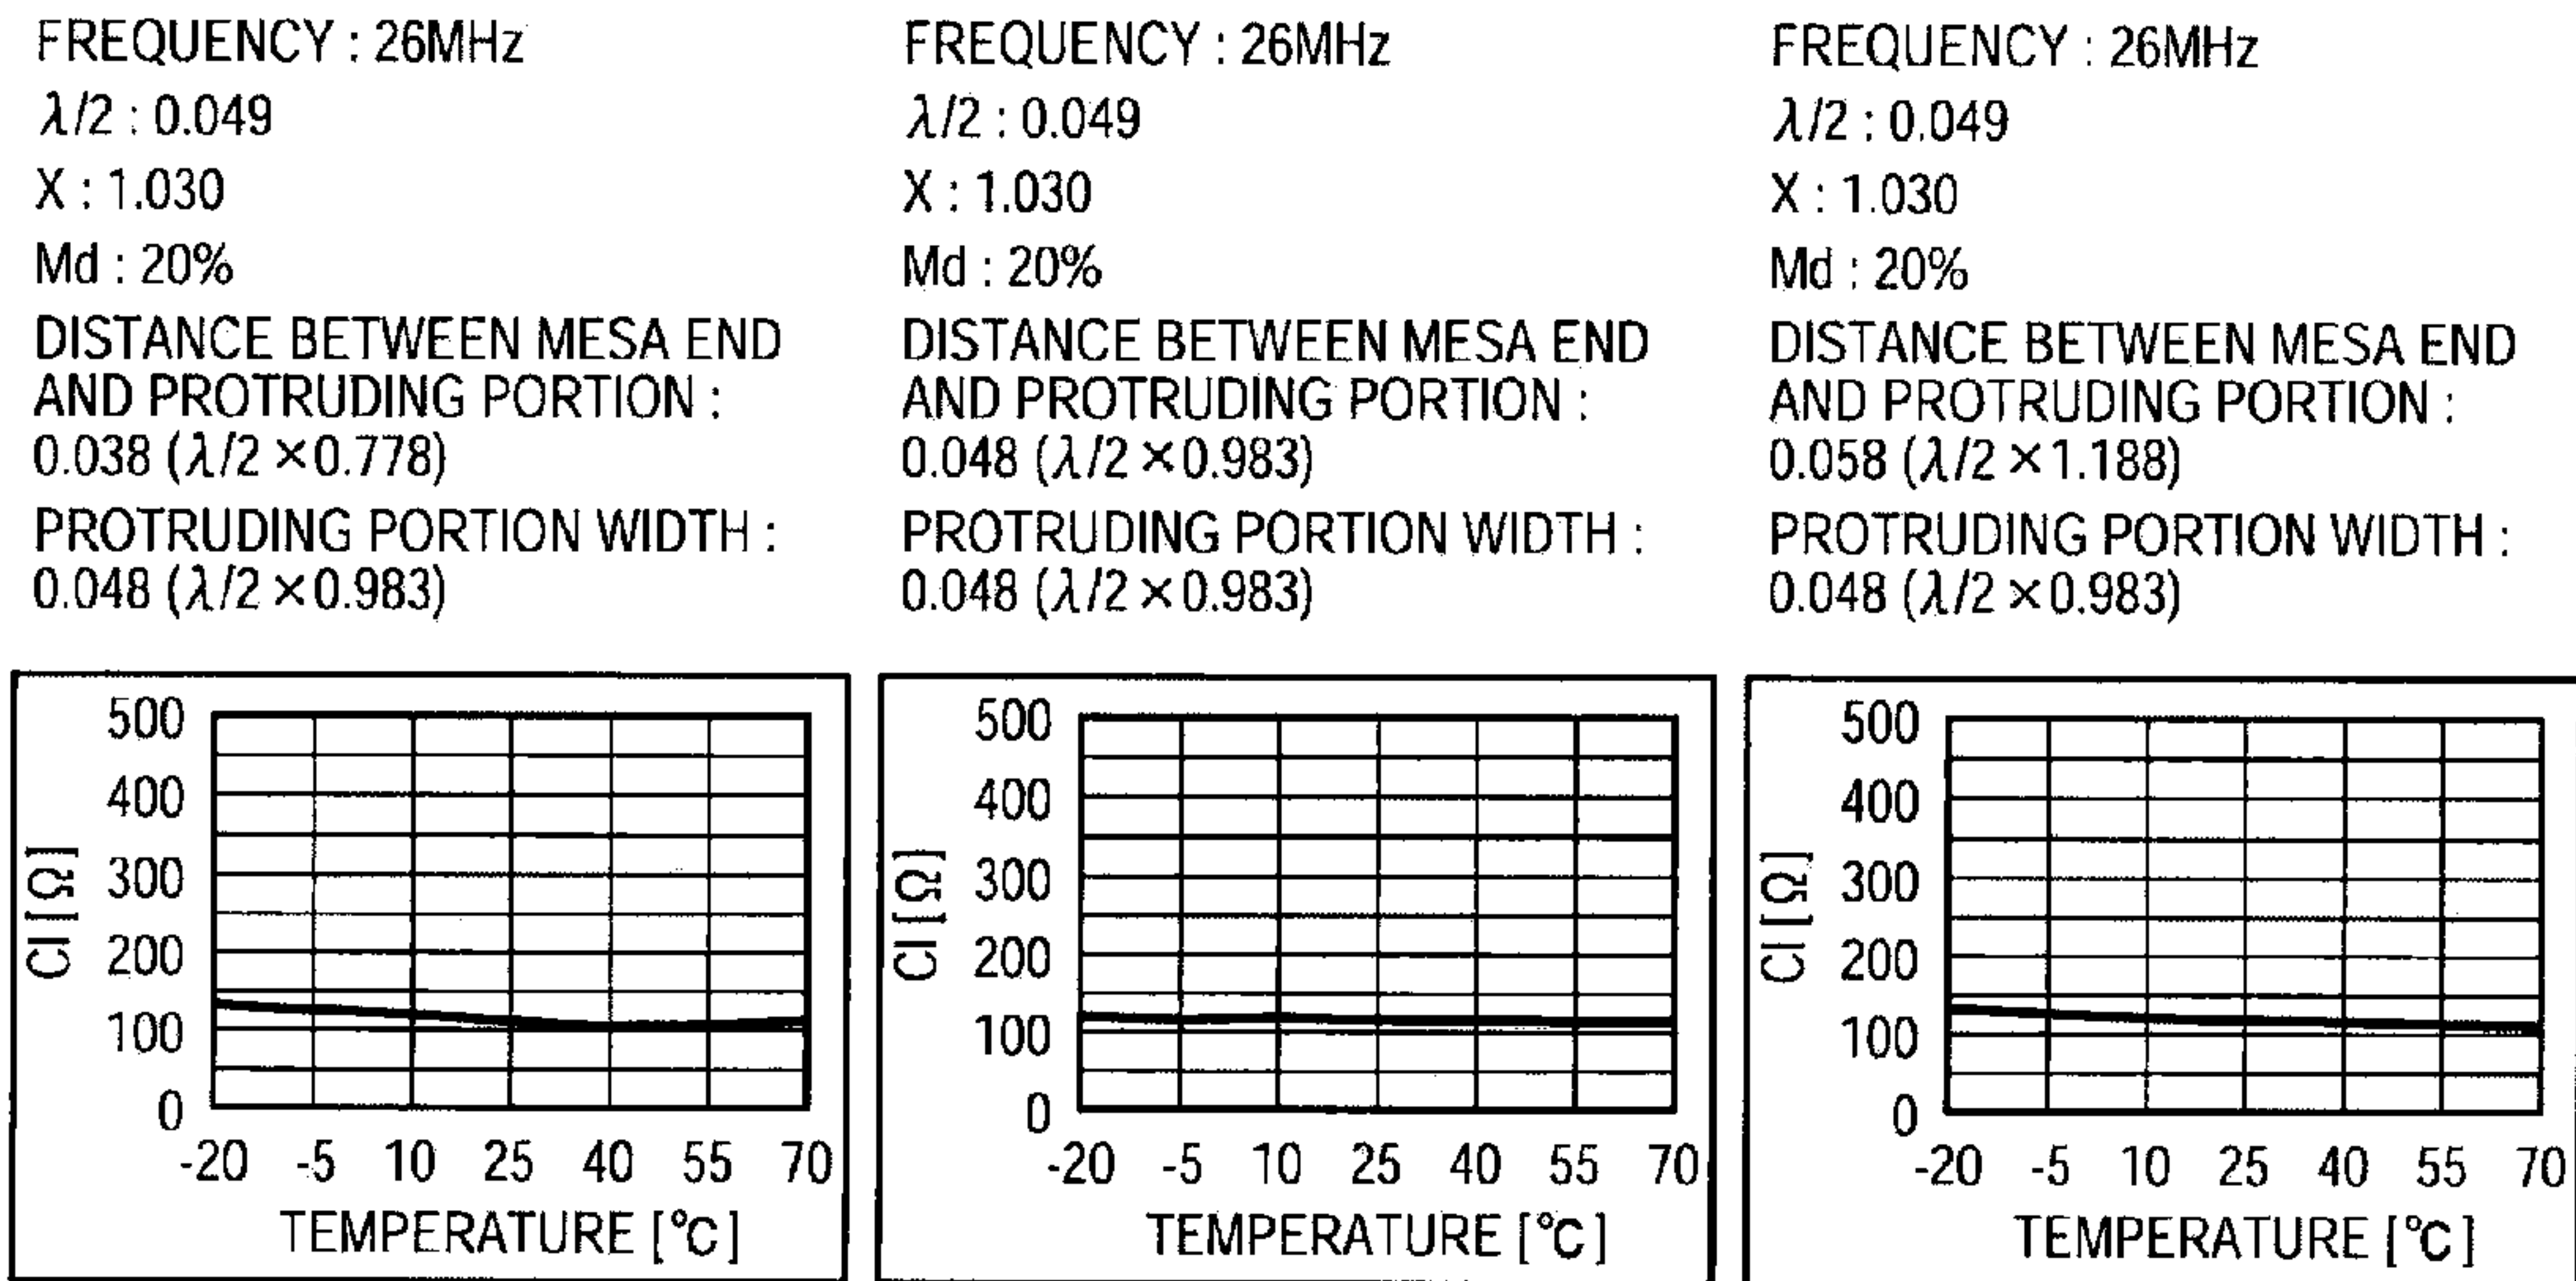 FREQUENCY : 26MHz
λ/2 : 0.049
X : 1.030
Md : 20%
DISTANCE BETWEEN MESA END
AND PROTRUDING PORTION :
0.038 (λ/2 ×0.778)
PROTRUDING PORTION WIDTH :
0.048 (λ/2 ×0.983)
500
400
300
200
100
0
CI [Ω]
-20 -5 10 25 40 55 70
TEMPERATURE [°C]
FREQUENCY : 26MHz
λ/2 : 0.049
X : 1.030
Md : 20%
DISTANCE BETWEEN MESA END
AND PROTRUDING PORTION :
0.048 (λ/2 ×0.983)
PROTRUDING PORTION WIDTH :
0.048 (λ/2 ×0.983)
500
400
300
200
100
0
CI [Ω]
-20 -5 10 25 40 55 70
TEMPERATURE [°C]
FREQUENCY : 26MHz
λ/2 : 0.049
X : 1.030
Md : 20%
DISTANCE BETWEEN MESA END
AND PROTRUDING PORTION :
0.058 (λ/2 ×1.188)
PROTRUDING PORTION WIDTH :
0.048 (λ/2 ×0.983)
500
400
300
200
100
0
CI [Ω]
-20 -5 10 25 40 55 70
TEMPERATURE [°C]